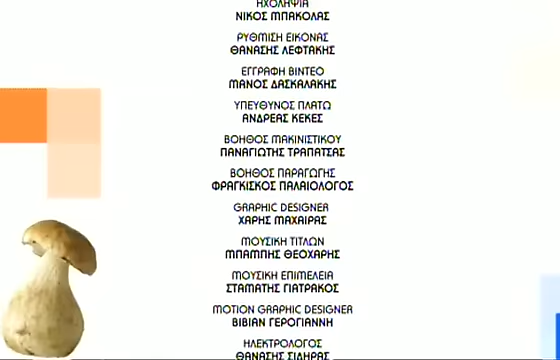 ΗΧΟΛΗΨΙΑ
ΝΙΚΟΣ ΜΠΑΚΟΛΑΣ
ΡΥΘΜΙΣΗ ΕΙΚΟΝΑΣ
ΘΑΝΑΣΗΣ ΛΕΦΤΑΚΗΣ
ΕΓΓΡΑΦΗ ΒΙΝΤΕΟ
ΜΑΝΟΣ ΔΑΣΚΑΛΑΚΗΣ
ΥΠΕΥΘΥΝΟΣ ΠΛΑΤΩ
ΑΝΔΡΕΑΣ ΚΕΚΕΣ
ΒΟΗΘΟΣ ΜΑΚΙΝΙΣΤΙΚΟΥ
ΠΑΝΑΓΙΩΤΗΣ ΤΡΑΠΑΤΣΑΣ
ΒΟΗΘΟΣ ΠΑΡΑΓΩΓΗΣ
ΦΡΑΓΚΙΣΚΟΣ ΠΑΛΑΙΟΛΟΓΟΣ
GRAPHIC DESIGNER
ΧΑΡΗΣ ΜΑΧΑΙΡΑΣ
ΜΟΥΣΙΚΗ ΤΙΤΛΩΝ
ΜΠΑΜΠΗΣ ΘΕΟΧΑΡΗΣ
ΜΟΥΣΙΚΗ ΕΠΙΜΕΛΕΙΑ
ΣΤΑΜΑΤΗΣ ΓΙΑΤΡΑΚΟΣ
MOTION GRAPHIC DESIGNER
ΒΙΒΙΑΝ ΓΕΡΟΓΙΑΝΝΗ
ΗΛΕΚΤΡΟΛΟΓΟΣ
ΘΑΝΑΣΗΣ ΣΙΔΗΡΑΣ